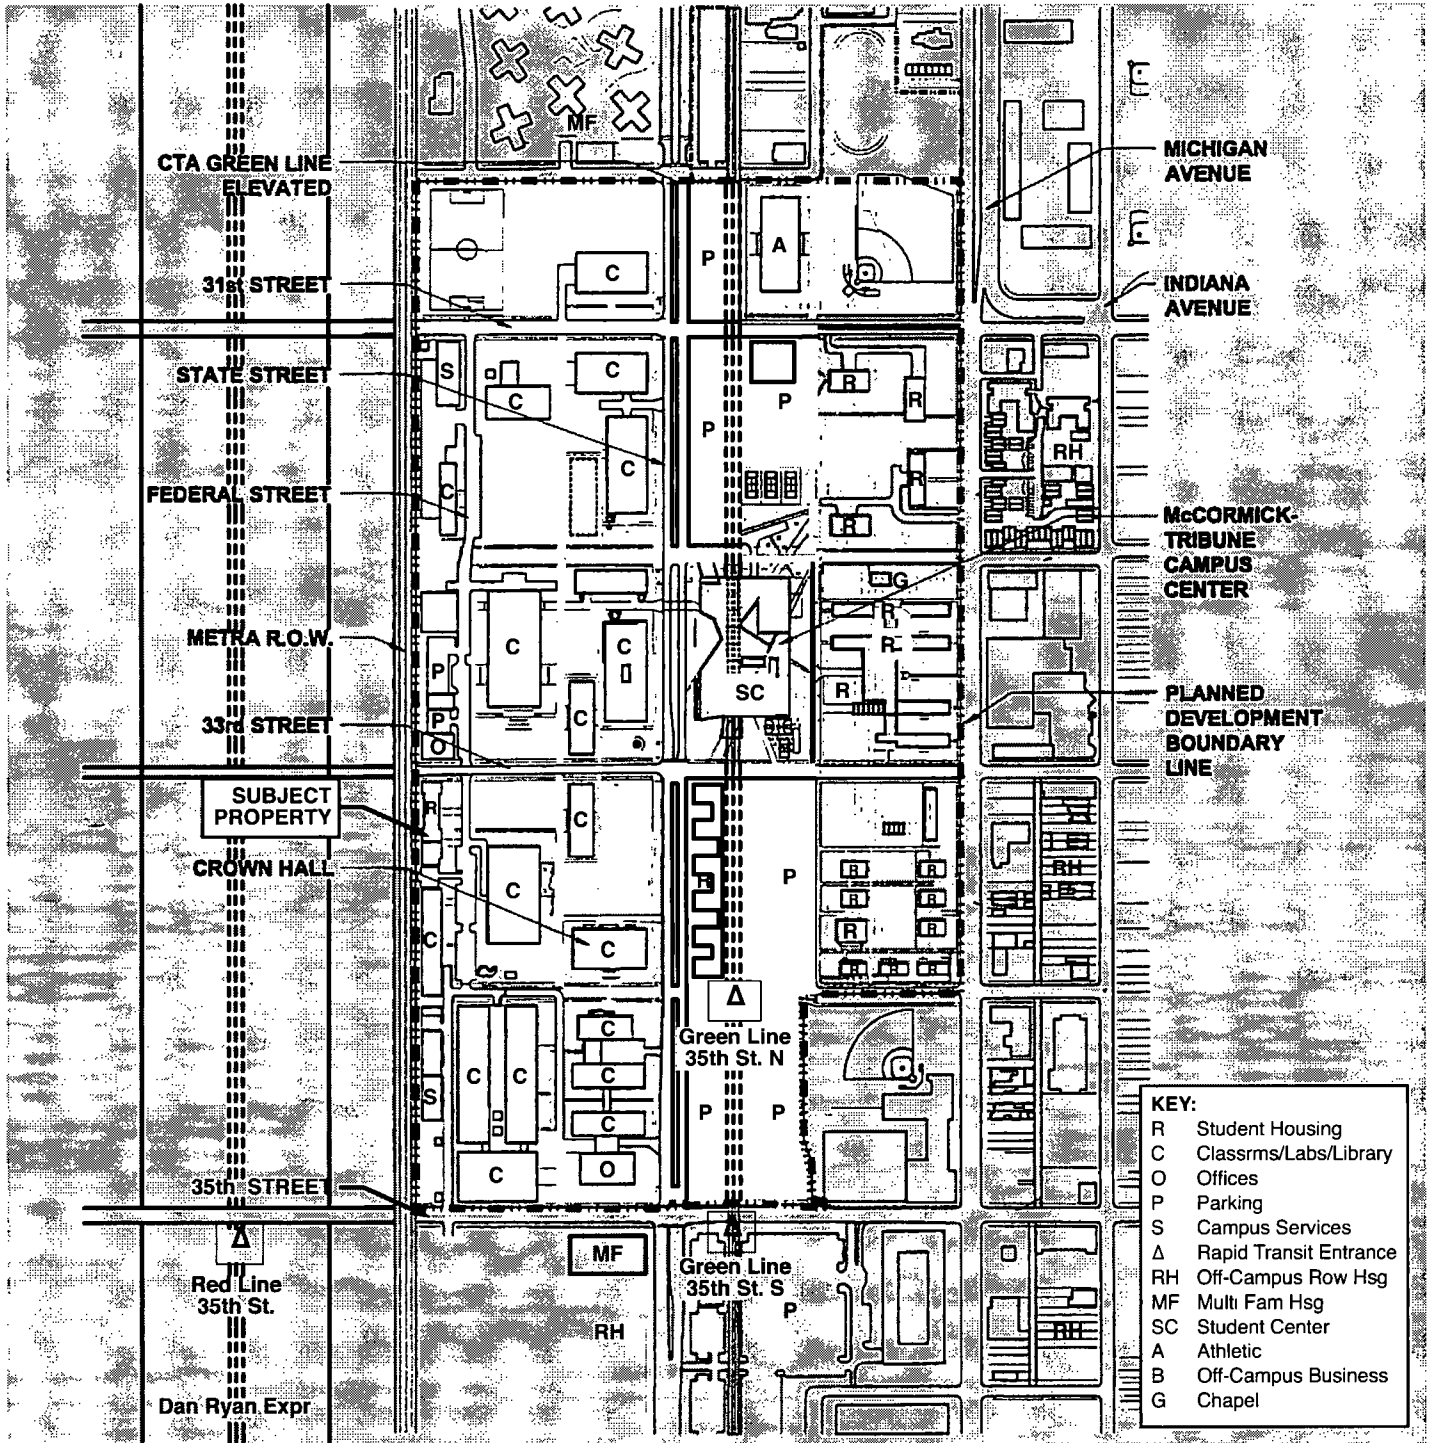 MF
CTA GREEN LINE
ELEVATED
MICHIGAN
AVENUE
P
A
C
31st STREET
INDIANA
AVENUE
S
C
C
STATE STREET
P
P
R
R
RH
C
FEDERAL STREET
C
R
R
McCORMICK-
TRIBUNE
CAMPUS
CENTER
G
R
R
METRA R.O.W.
C
C
P
SC
R
PLANNED
DEVELOPMENT
BOUNDARY
LINE
33rd STREET
P
O
C
SUBJECT
PROPERTY
R
C
CROWN HALL
C
P
R
R
RH
R
R
C
C
R
R
R
R
R
Δ
Green Line
35th St. N
C
C
C
C
S
P
P
C
C
O
35th STREET
KEY:
R Student Housing
C Classrms/Labs/Library
O Offices
P Parking
S Campus Services
Δ Rapid Transit Entrance
RH Off-Campus Row Hsg
MF Multi Fam Hsg
SC Student Center
A Athletic
B Off-Campus Business
G Chapel
Δ
Red Line
35th St.
MF
Δ
Green Line
35th St. S
P
RH
RH
Dan Ryan Expr